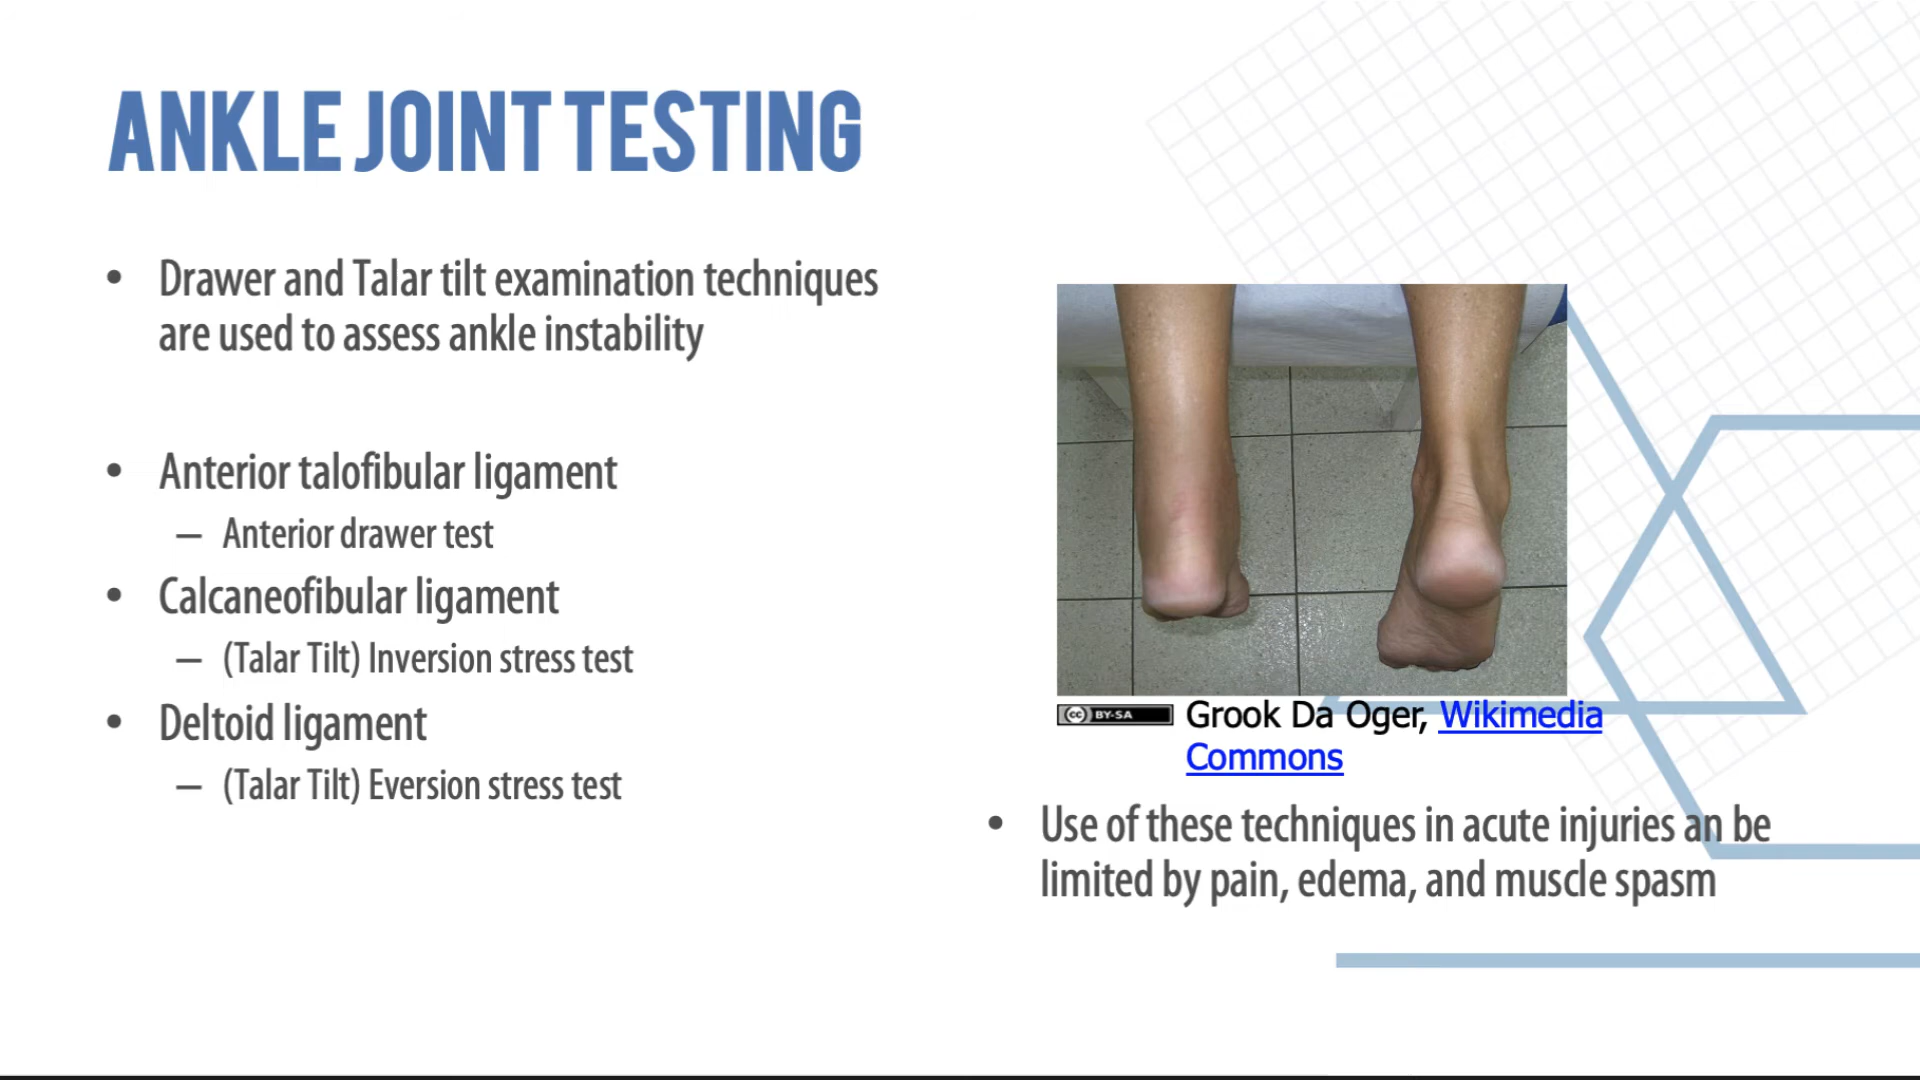 ANKLE JOINT TESTING
• Drawer and Talar tilt examination techniques
are used to assess ankle instability
• Anterior talofibular ligament
– Anterior drawer test
• Calcaneofibular ligament
– (Talar Tilt) Inversion stress test
• Deltoid ligament
– (Talar Tilt) Eversion stress test
cc BY-SA Grook Da Oger, Wikimedia
Commons
• Use of these techniques in acute injuries an be
limited by pain, edema, and muscle spasm